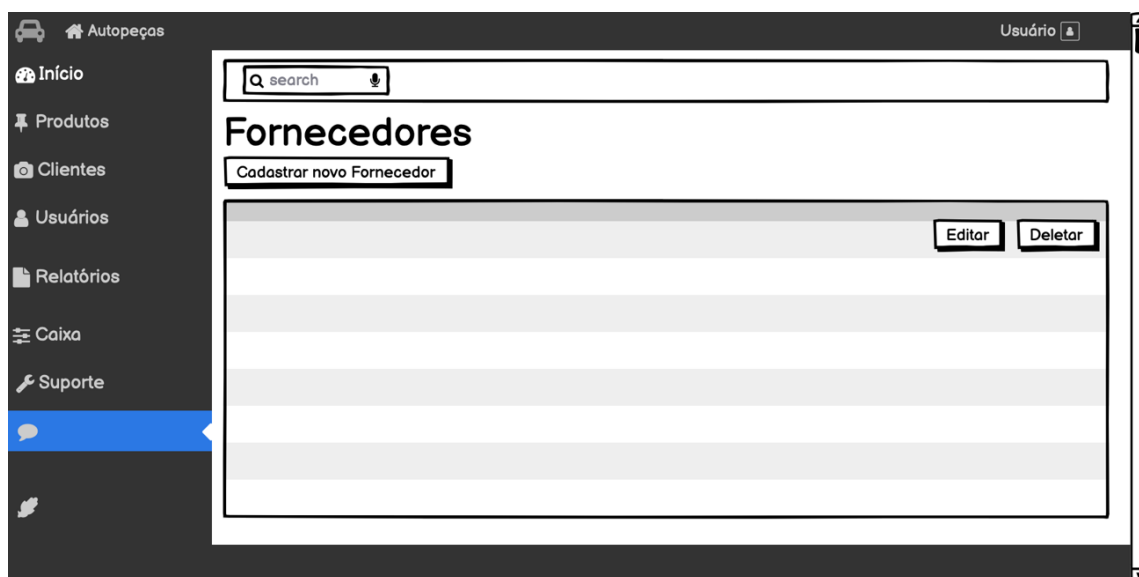 Autopeças
Usuário
Início
Produtos
Clientes
Usuários
Relatórios
Caixa
Suporte
search
Fornecedores
Cadastrar novo Fornecedor
Editar
Deletar